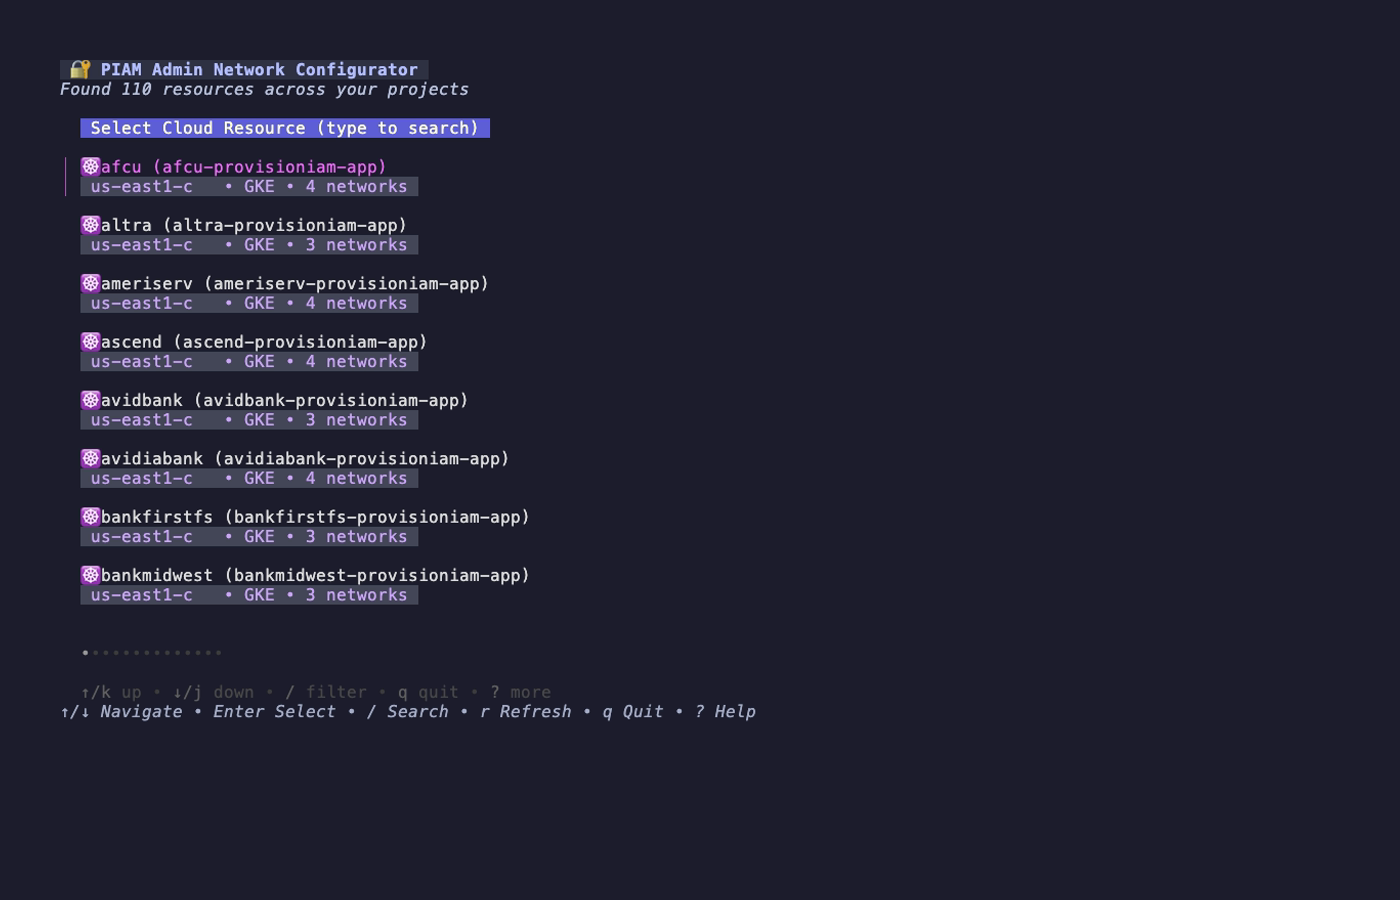 🔐 PIAM Admin Network Configurator
Found 110 resources across your projects
Select Cloud Resource (type to search)
☸afcu (afcu-provisioniam-app)
us-east1-c • GKE • 4 networks
☸altra (altra-provisioniam-app)
us-east1-c • GKE • 3 networks
☸ameriserv (ameriserv-provisioniam-app)
us-east1-c • GKE • 4 networks
☸ascend (ascend-provisioniam-app)
us-east1-c • GKE • 4 networks
☸avidbank (avidbank-provisioniam-app)
us-east1-c • GKE • 3 networks
☸avidiabank (avidiabank-provisioniam-app)
us-east1-c • GKE • 4 networks
☸bankfirstfs (bankfirstfs-provisioniam-app)
us-east1-c • GKE • 3 networks
☸bankmidwest (bankmidwest-provisioniam-app)
us-east1-c • GKE • 3 networks
••••••••••••••
↑/k up • ↓/j down • / filter • q quit • ? more
↑/↓ Navigate • Enter Select • / Search • r Refresh • q Quit • ? Help